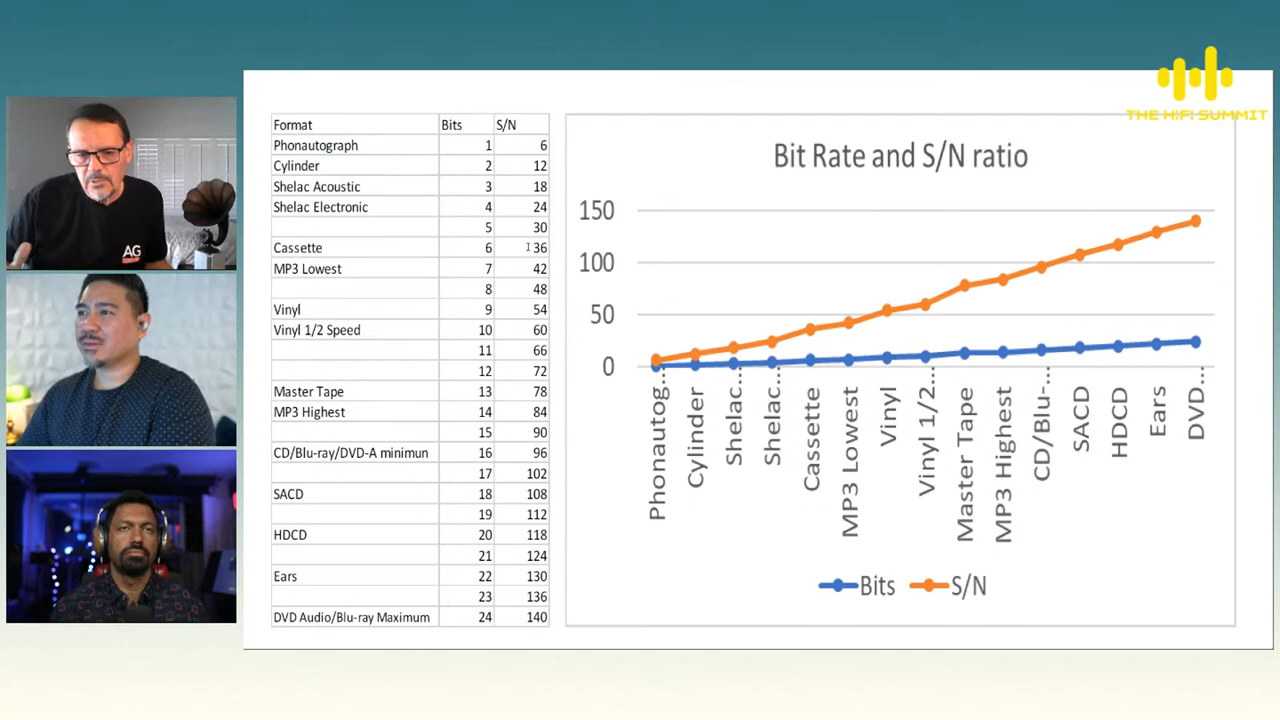 THE HIFI SUMMIT
AG
Format Bits S/N
Phonautograph 1 6
Cylinder 2 12
Shelac Acoustic 3 18
Shelac Electronic 4 24
5 30
Cassette 6 36
MP3 Lowest 7 42
8 48
Vinyl 9 54
Vinyl 1/2 Speed 10 60
11 66
12 72
Master Tape 13 78
MP3 Highest 14 84
15 90
CD/Blu-ray/DVD-A minimun 16 96
17 102
SACD 18 108
19 112
HDCD 20 118
21 124
Ears 22 130
23 136
DVD Audio/Blu-ray Maximum 24 140
Bit Rate and S/N ratio
150
100
50
0
Phonautog...
Cylinder
Shelac...
Shelac...
Cassette
MP3 Lowest
Vinyl
Vinyl 1/2...
Master Tape
MP3 Highest
CD/Blu-...
SACD
HDCD
Ears
DVD...
Bits S/N